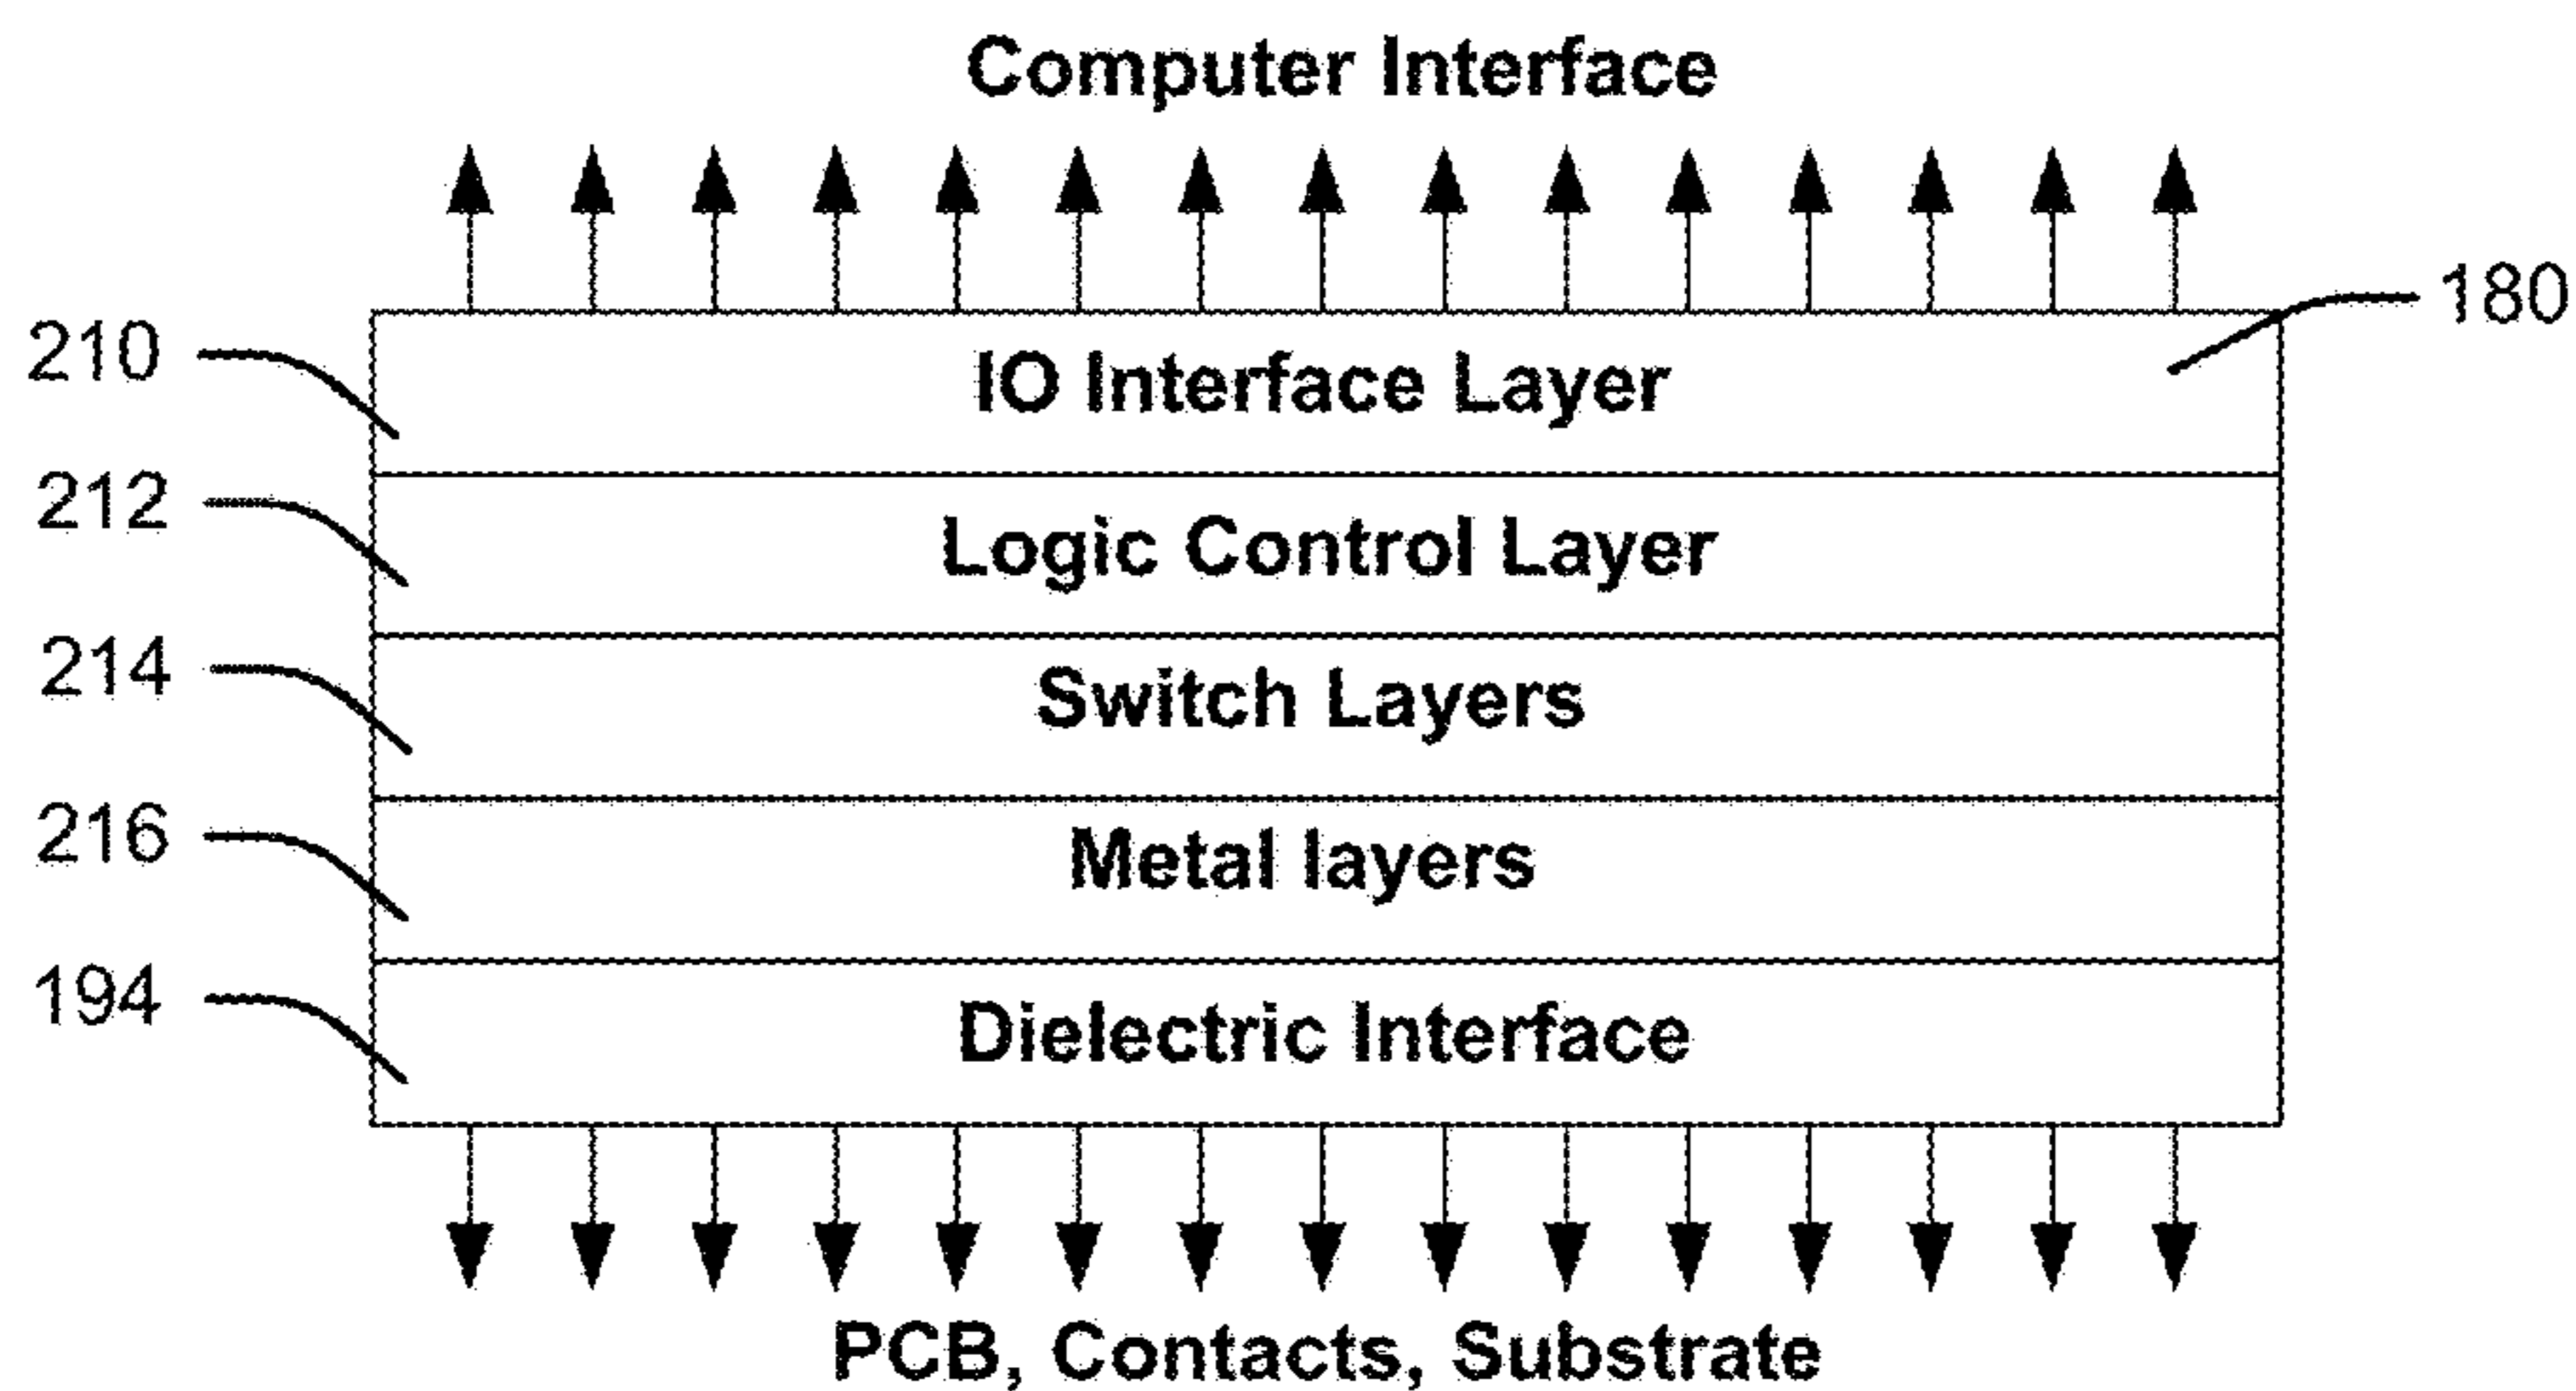 Computer Interface
180
210
IO Interface Layer
212
Logic Control Layer
214
Switch Layers
216
Metal layers
194
Dielectric Interface
PCB, Contacts, Substrate